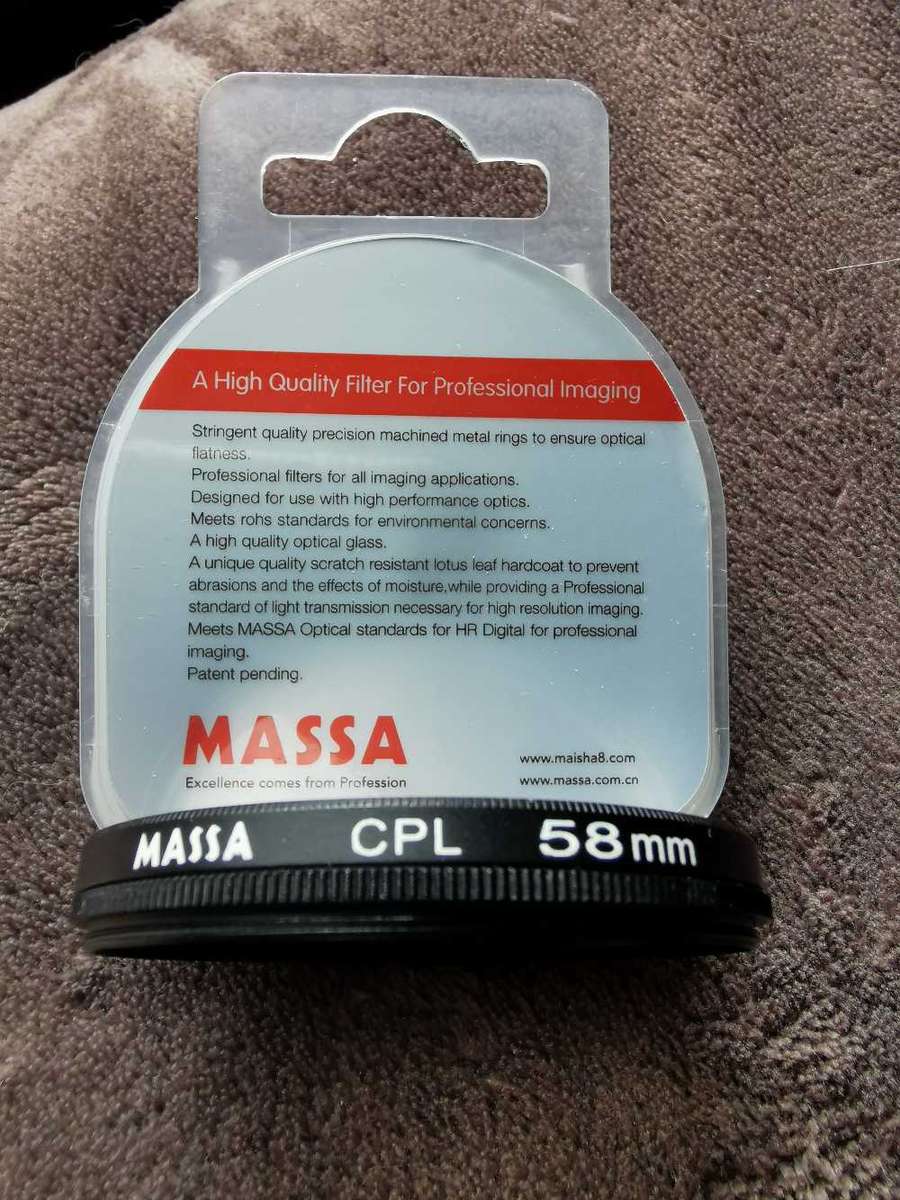 A High Quality Filter For Professional Imaging
Stringent quality precision machined metal rings to ensure optical
flatness.
Professional filters for all imaging applications.
Designed for use with high performance optics.
Meets rohs standards for environmental concerns.
A high quality optical glass.
A unique quality scratch resistant lotus leaf hardcoat to prevent
abrasions and the effects of moisture,while providing a Professional
standard of light transmission necessary for high resolution imaging.
Meets MASSA Optical standards for HR Digital for professional
imaging.
Patent pending.
MASSA
Excellence comes from Profession
www.maisha8.com
www.massa.com.cn
MASSA CPL 58mm